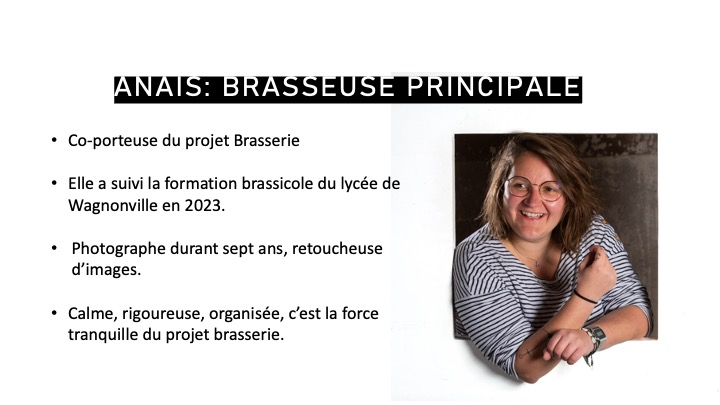 ANAIS: BRASSEUSE PRINCIPALE
• Co-porteuse du projet Brasserie
• Elle a suivi la formation brassicole du lycée de
Wagnonville en 2023.
• Photographe durant sept ans, retoucheuse
d’images.
• Calme, rigoureuse, organisée, c’est la force
tranquille du projet brasserie.